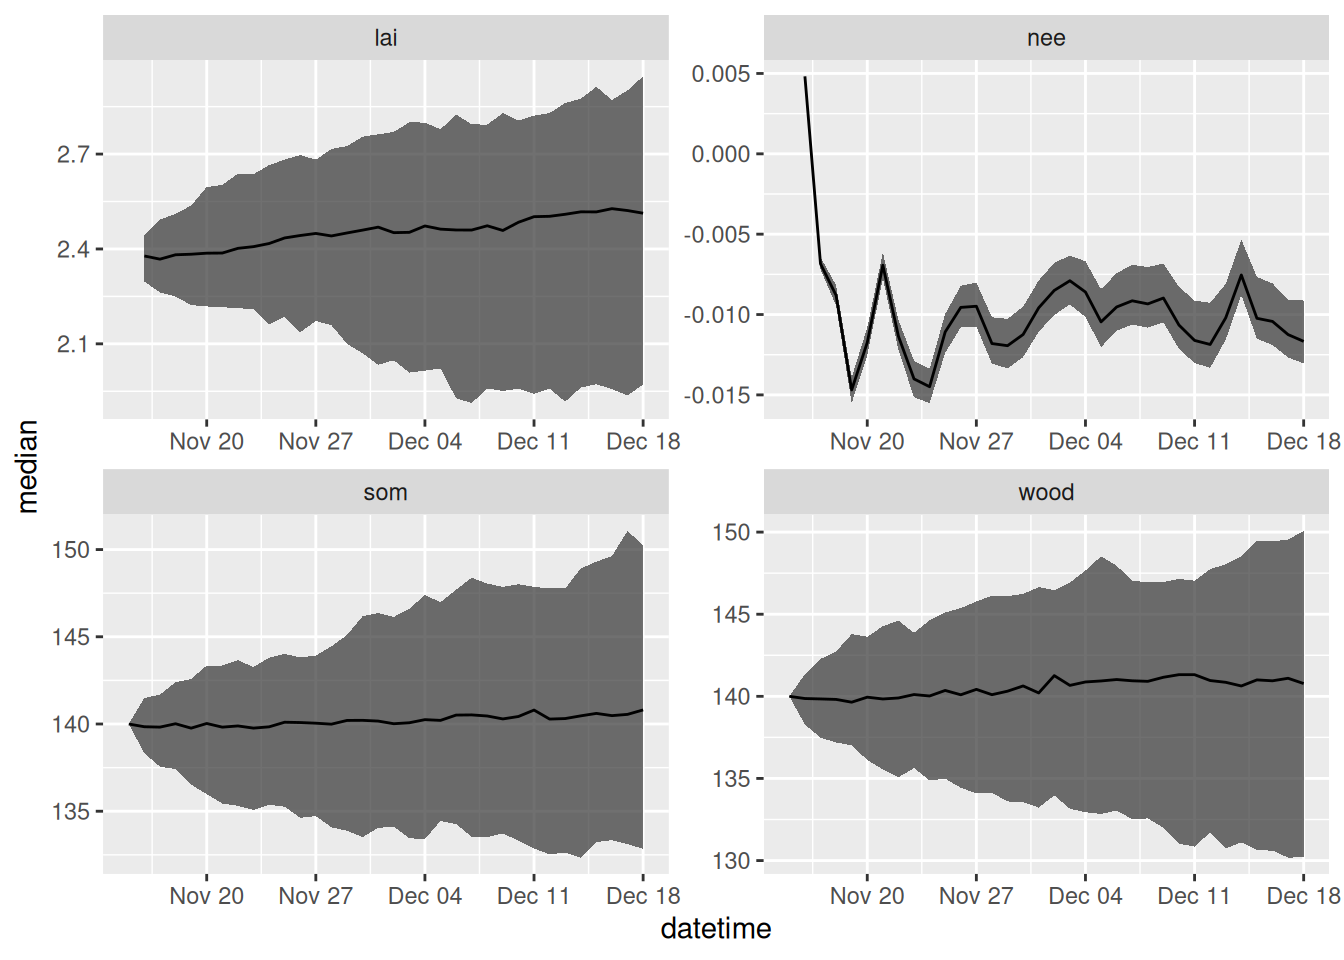 lai
nee
2.7
2.4
2.1
0.005
0.000
-0.005
-0.010
-0.015
Nov 20 Nov 27 Dec 04 Dec 11 Dec 18
Nov 20 Nov 27 Dec 04 Dec 11 Dec 18
median
som
wood
150
145
140
135
150
145
140
135
130
Nov 20 Nov 27 Dec 04 Dec 11 Dec 18
Nov 20 Nov 27 Dec 04 Dec 11 Dec 18
datetime